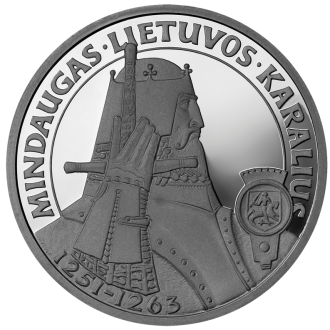 MINDAUGAS · LIETUVOS · KARALIUS
1251-1263